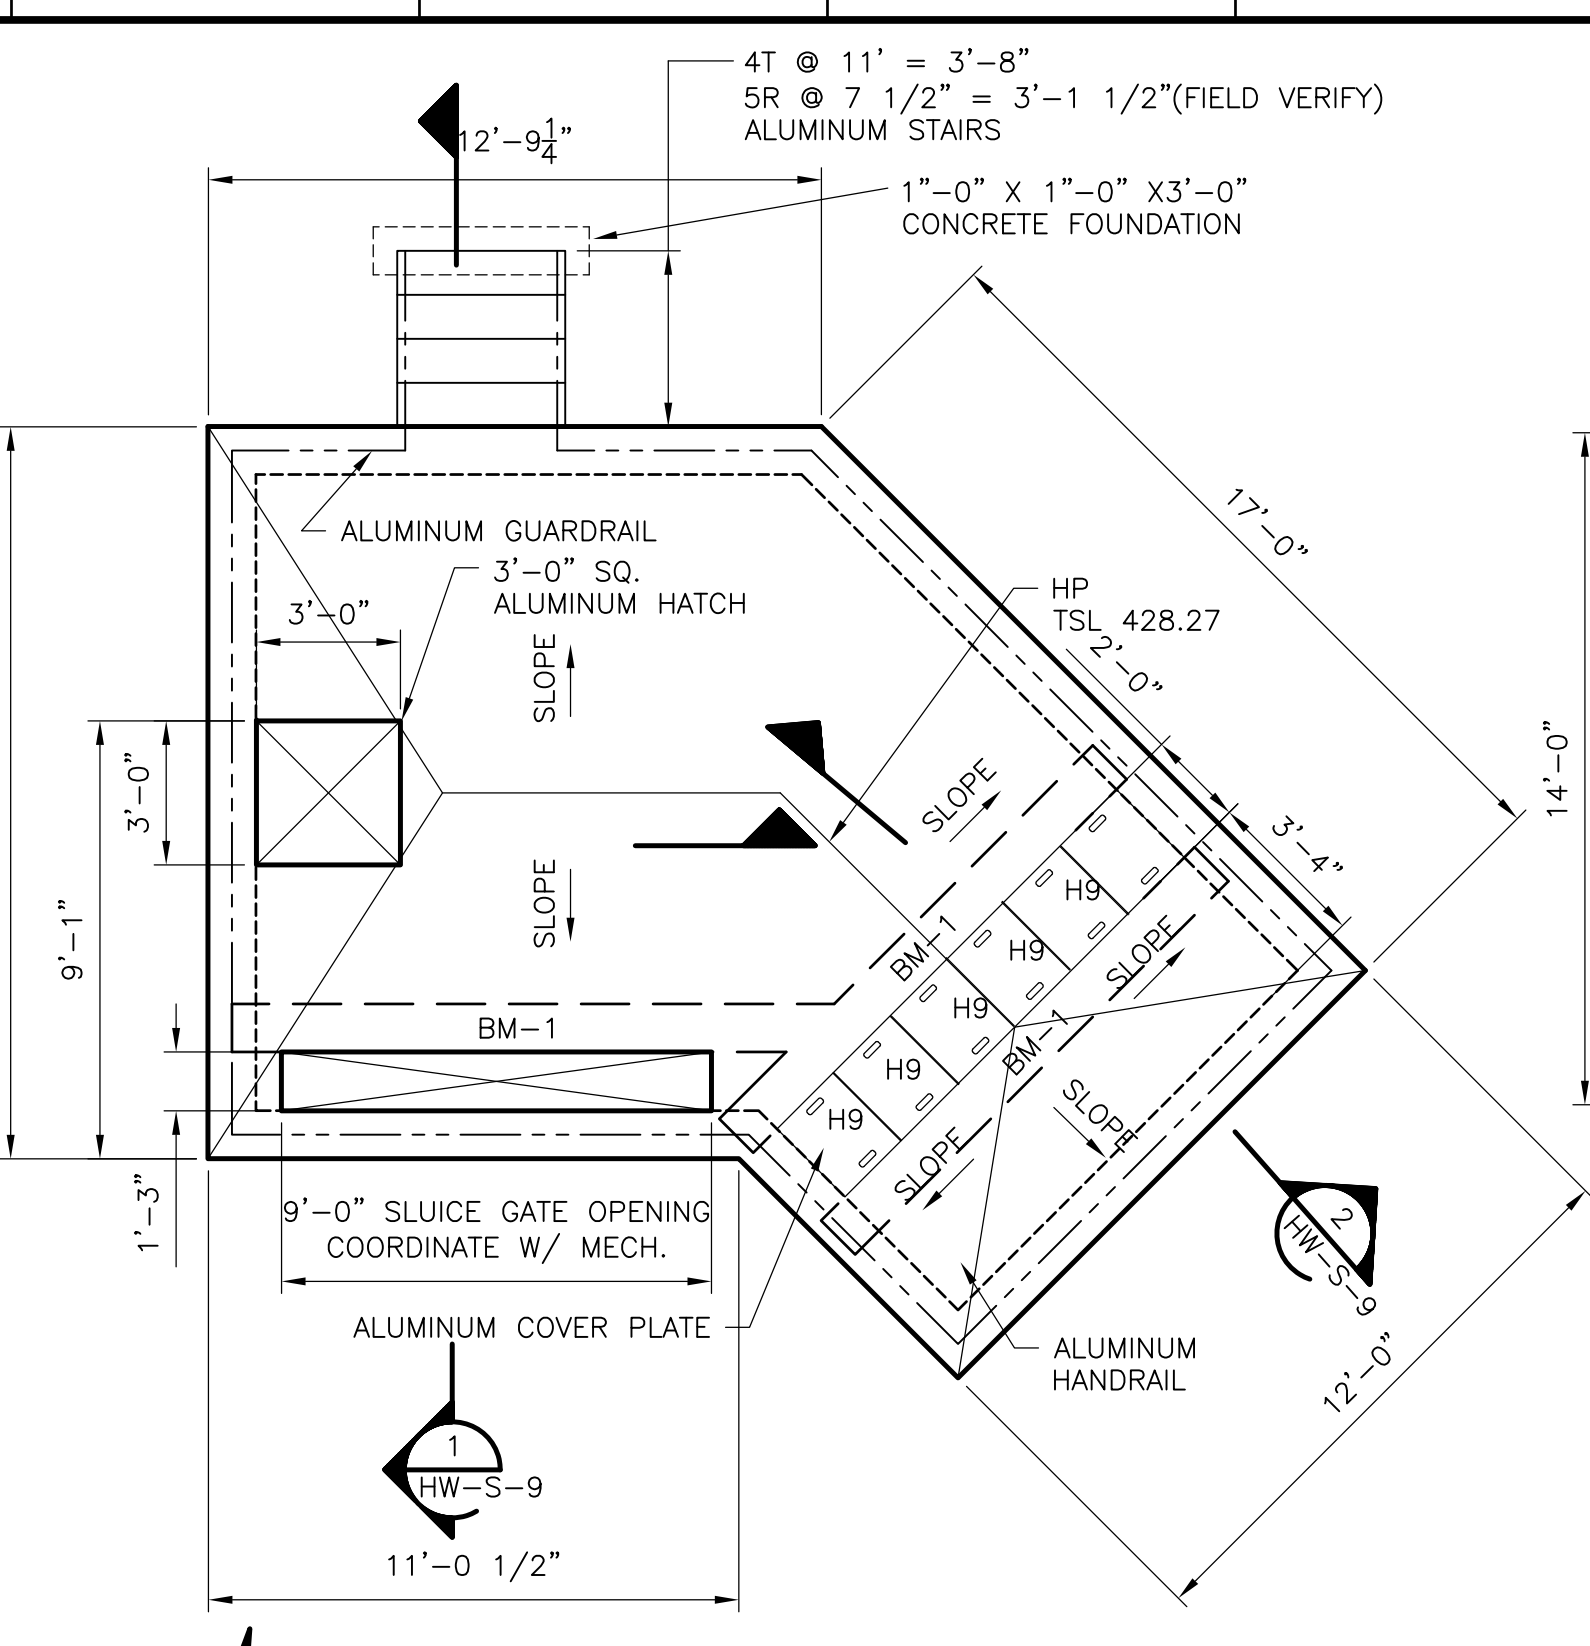 4T @ 11' = 3'-8"
5R @ 7 1/2" = 3'-1 1/2"(FIELD VERIFY)
ALUMINUM STAIRS
12'-9 1/4"
1"-0" X 1"-0" X3'-0"
CONCRETE FOUNDATION
17'-0"
ALUMINUM GUARDRAIL
3'-0" SQ.
ALUMINUM HATCH
3'-0"
HP
TSL 428.27
2'-0"
SLOPE
SLOPE
14'-0"
3'-0"
3'-4"
SLOPE
H9
9'-1"
BM-1
H9
SLOPE
H9
BM-1
BM-1
H9
H9
SLOPE
SLOPE
1'-3"
9'-0" SLUICE GATE OPENING
COORDINATE W/ MECH.
2
HW-S-9
ALUMINUM COVER PLATE
ALUMINUM
HANDRAIL
12'-0"
1
HW-S-9
11'-0 1/2"